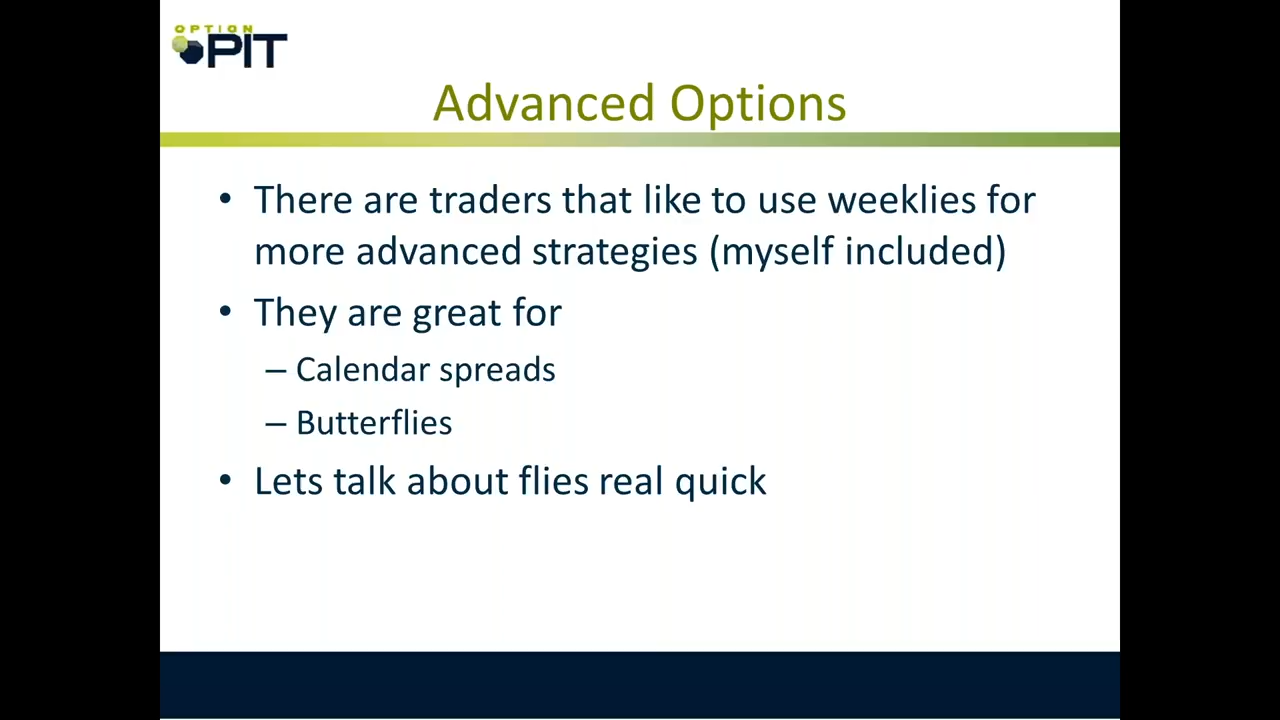 OPTION
PIT
Advanced Options
• There are traders that like to use weeklies for
more advanced strategies (myself included)
• They are great for
– Calendar spreads
– Butterflies
• Lets talk about flies real quick